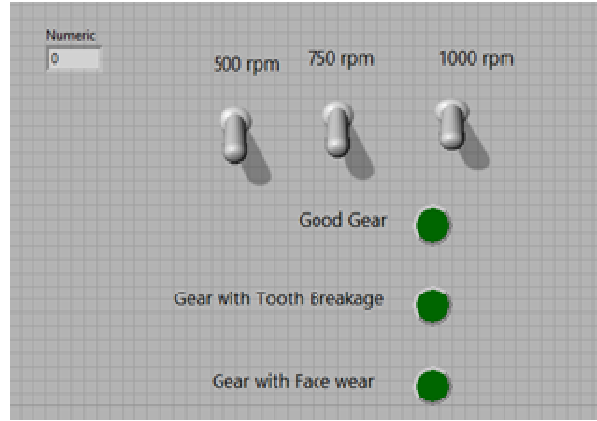 Numeric
0
500 rpm
750 rpm
1000 rpm
Good Gear
Gear with Tooth Breakage
Gear with Face wear